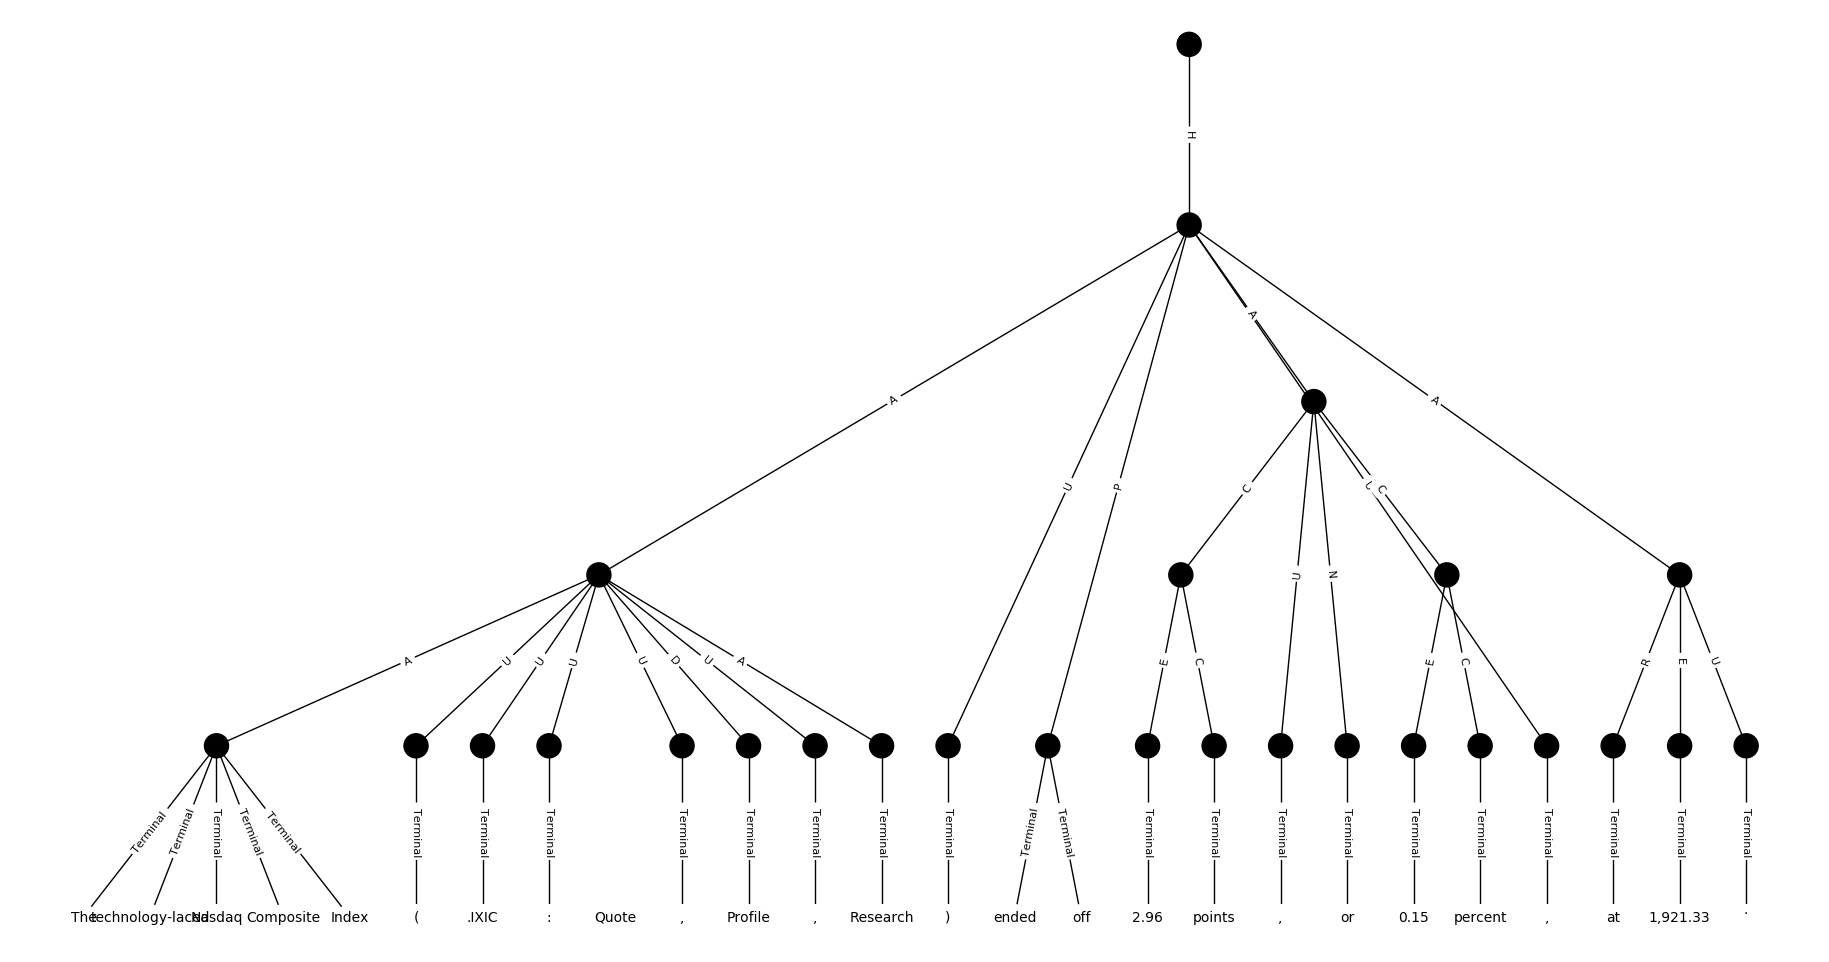 H
A
A
A
U
P
C
U
C
U
N
A
U
U
U
U
D
U
A
E
C
E
C
R
E
U
Terminal Terminal Terminal Terminal Terminal Terminal Terminal Terminal Terminal Terminal Terminal Terminal Terminal Terminal Terminal Terminal Terminal Terminal Terminal Terminal Terminal Terminal Terminal Terminal Terminal
The technology-laced Nasdaq Composite Index ( .IXIC : Quote , Profile , Research ) ended off 2.96 points , or 0.15 percent , at 1,921.33 .